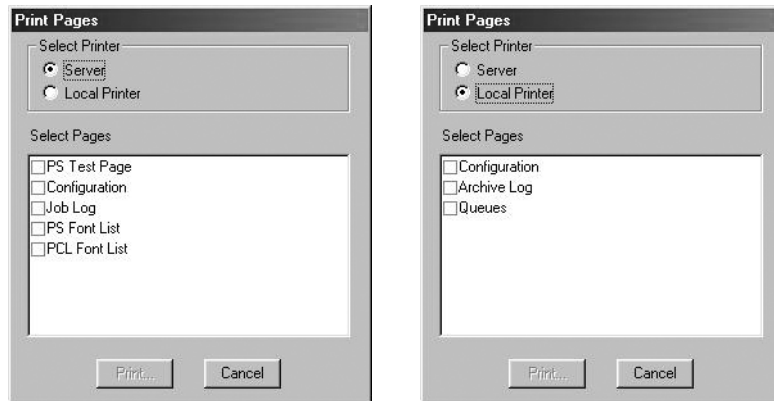 Print Pages
Select Printer
Server
Local Printer
Select Pages
PS Test Page
Configuration
Job Log
PS Font List
PCL Font List
Print...
Cancel
Print Pages
Select Printer
Server
Local Printer
Select Pages
Configuration
Archive Log
Queues
Print...
Cancel